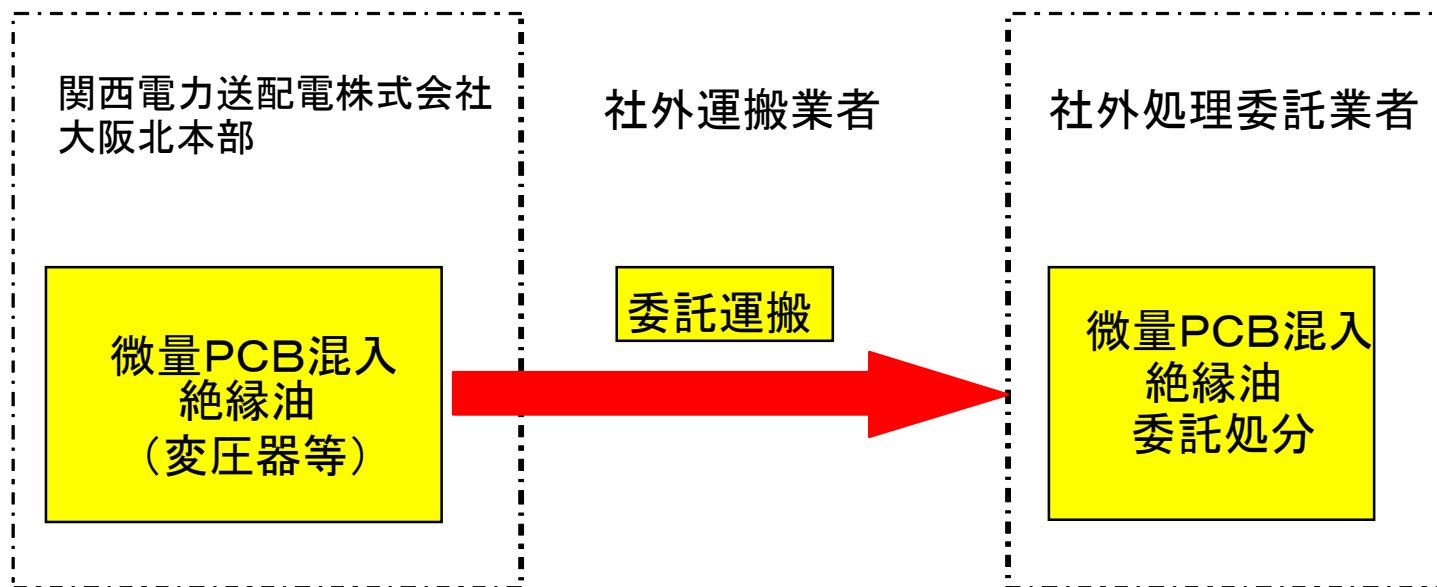 関西電力送配電株式会社
大阪北本部
社外運搬業者
社外処理委託業者
微量PCB混入
絶縁油
（変圧器等）
委託運搬
微量PCB混入
絶縁油
委託処分